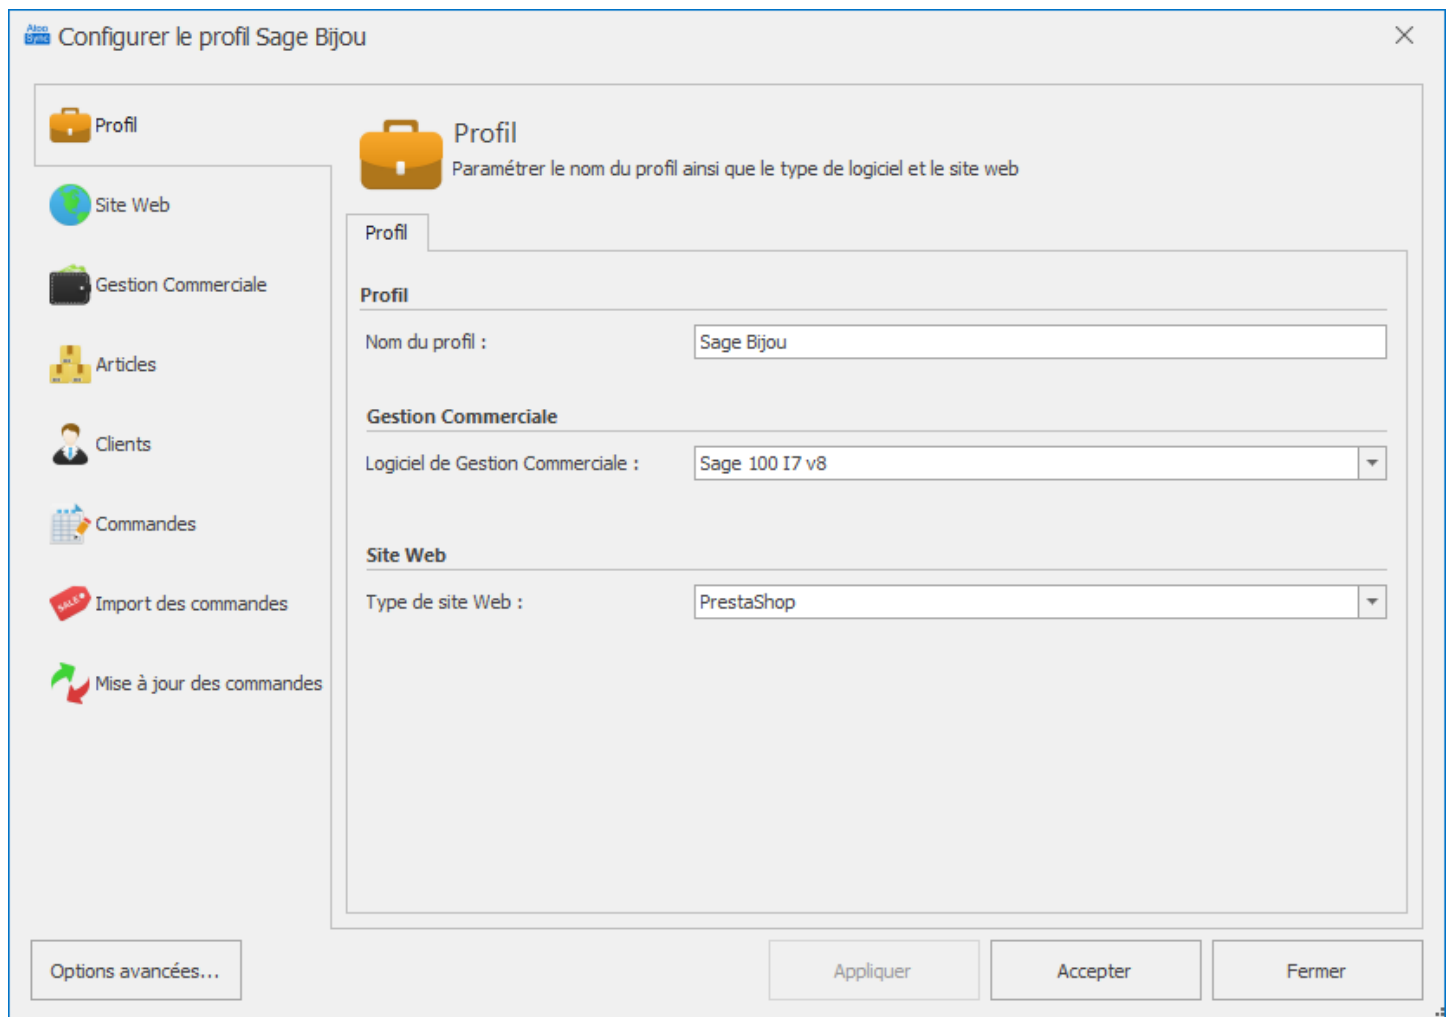 Atoo
Sync
Configurer le profil Sage Bijou
Profil
Site Web
Gestion Commerciale
Articles
Clients
Commandes
SALE
Import des commandes
Mise à jour des commandes
Profil
Paramétrer le nom du profil ainsi que le type de logiciel et le site web
Profil
Profil
Nom du profil :
Sage Bijou
Gestion Commerciale
Logiciel de Gestion Commerciale :
Sage 100 I7 v8
Site Web
Type de site Web :
PrestaShop
Options avancées...
Appliquer
Accepter
Fermer